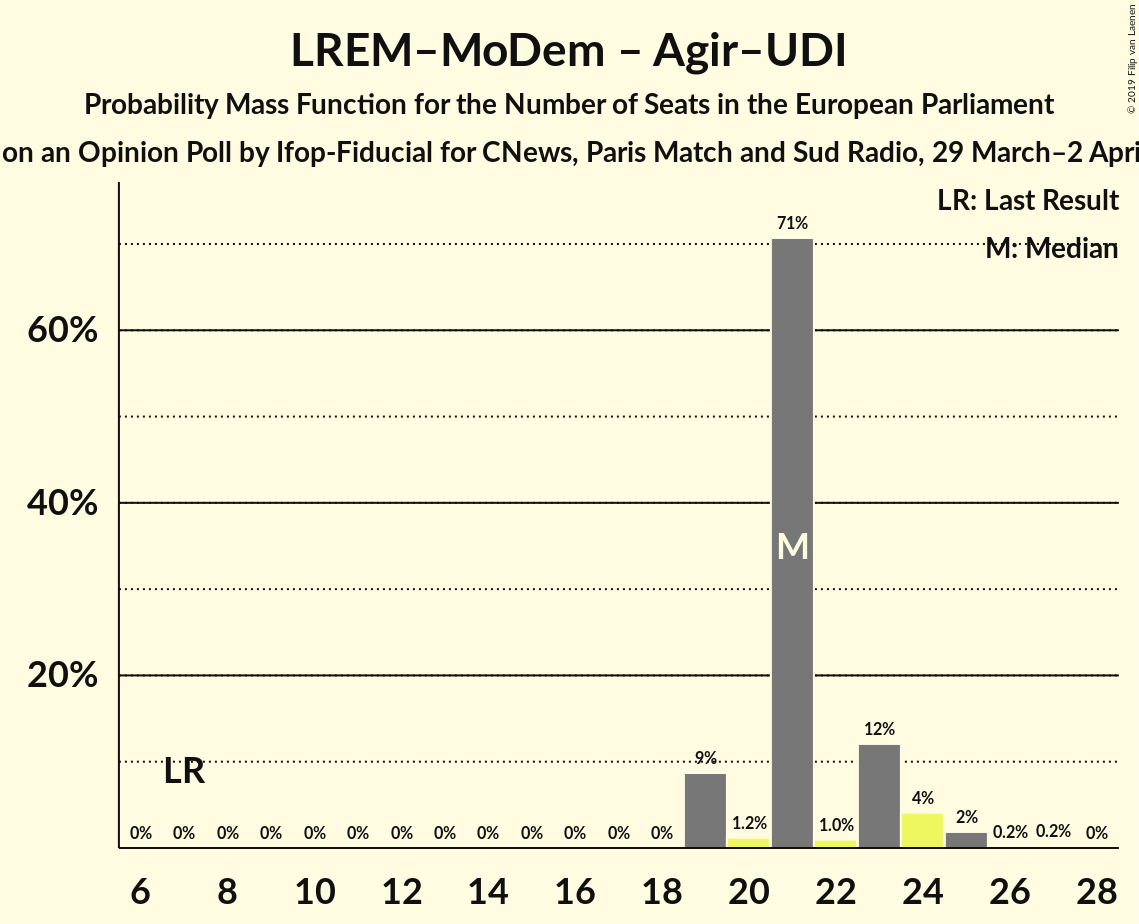 LREM–MoDem – Agir–UDI
Probability Mass Function for the Number of Seats in the European Parliament
on an Opinion Poll by Ifop-Fiducial for CNews, Paris Match and Sud Radio, 29 March–2 Apri
© 2019 Filip van Laenen
LR: Last Result
M: Median
71%
60%
40%
M
20%
12%
9%
LR
4%
2%
1.2%
1.0%
0% 0% 0% 0% 0% 0% 0% 0% 0% 0% 0% 0% 0% 0.2% 0.2% 0%
6 8 10 12 14 16 18 20 22 24 26 28